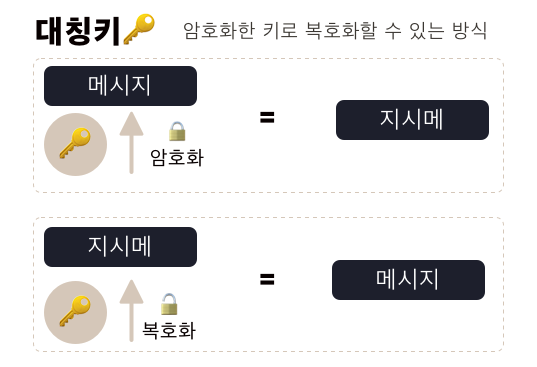 대칭키
암호화한 키로 복호화할 수 있는 방식
메시지
암호화
=
지시메
지시메
복호화
=
메시지